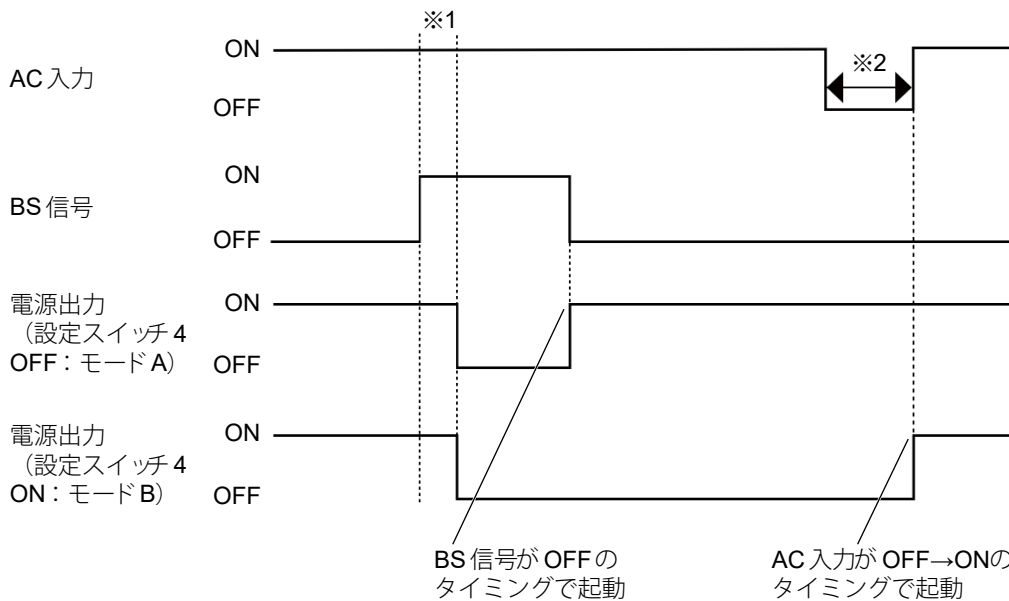 ※1
AC入力
ON
OFF
※2
BS信号
ON
OFF
電源出力
（設定スイッチ4
OFF：モードA）
ON
OFF
電源出力
（設定スイッチ4
ON：モードB）
ON
OFF
BS信号がOFFの
タイミングで起動
AC入力がOFF→ONの
タイミングで起動